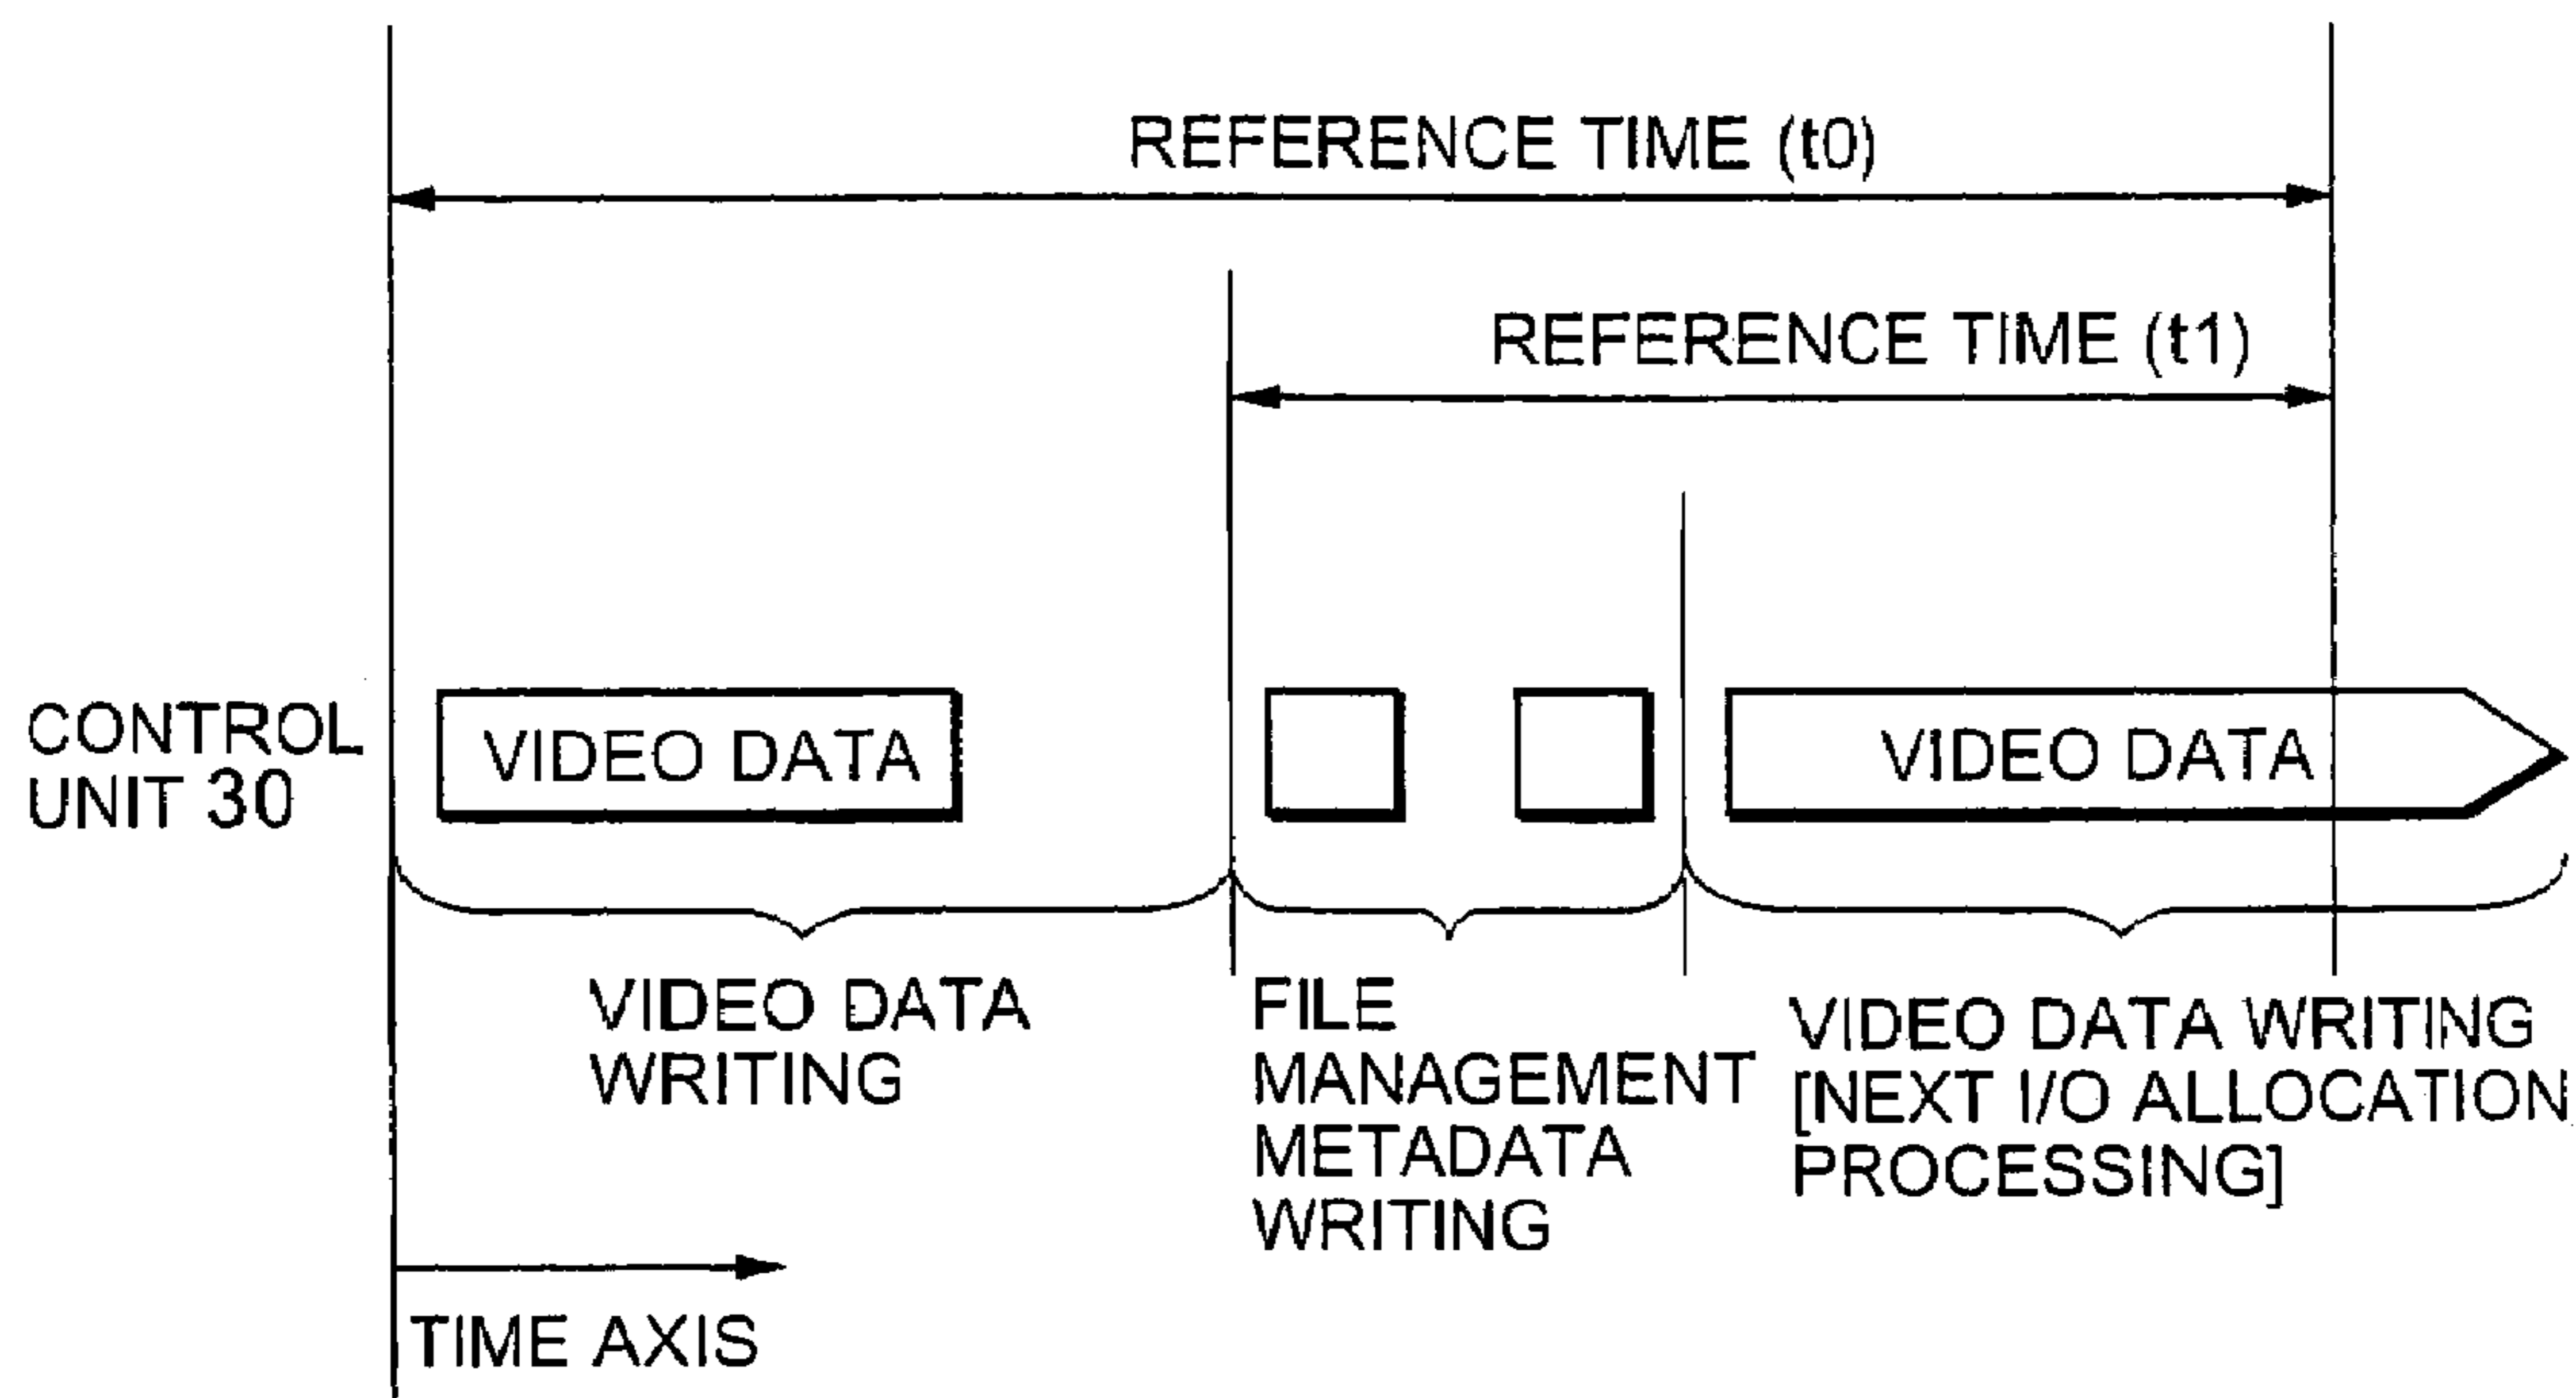 REFERENCE TIME (t0)
REFERENCE TIME (t1)
CONTROL
UNIT 30
VIDEO DATA
VIDEO DATA
VIDEO DATA
WRITING
FILE
MANAGEMENT
METADATA
WRITING
VIDEO DATA WRITING
[NEXT I/O ALLOCATION
PROCESSING]
TIME AXIS